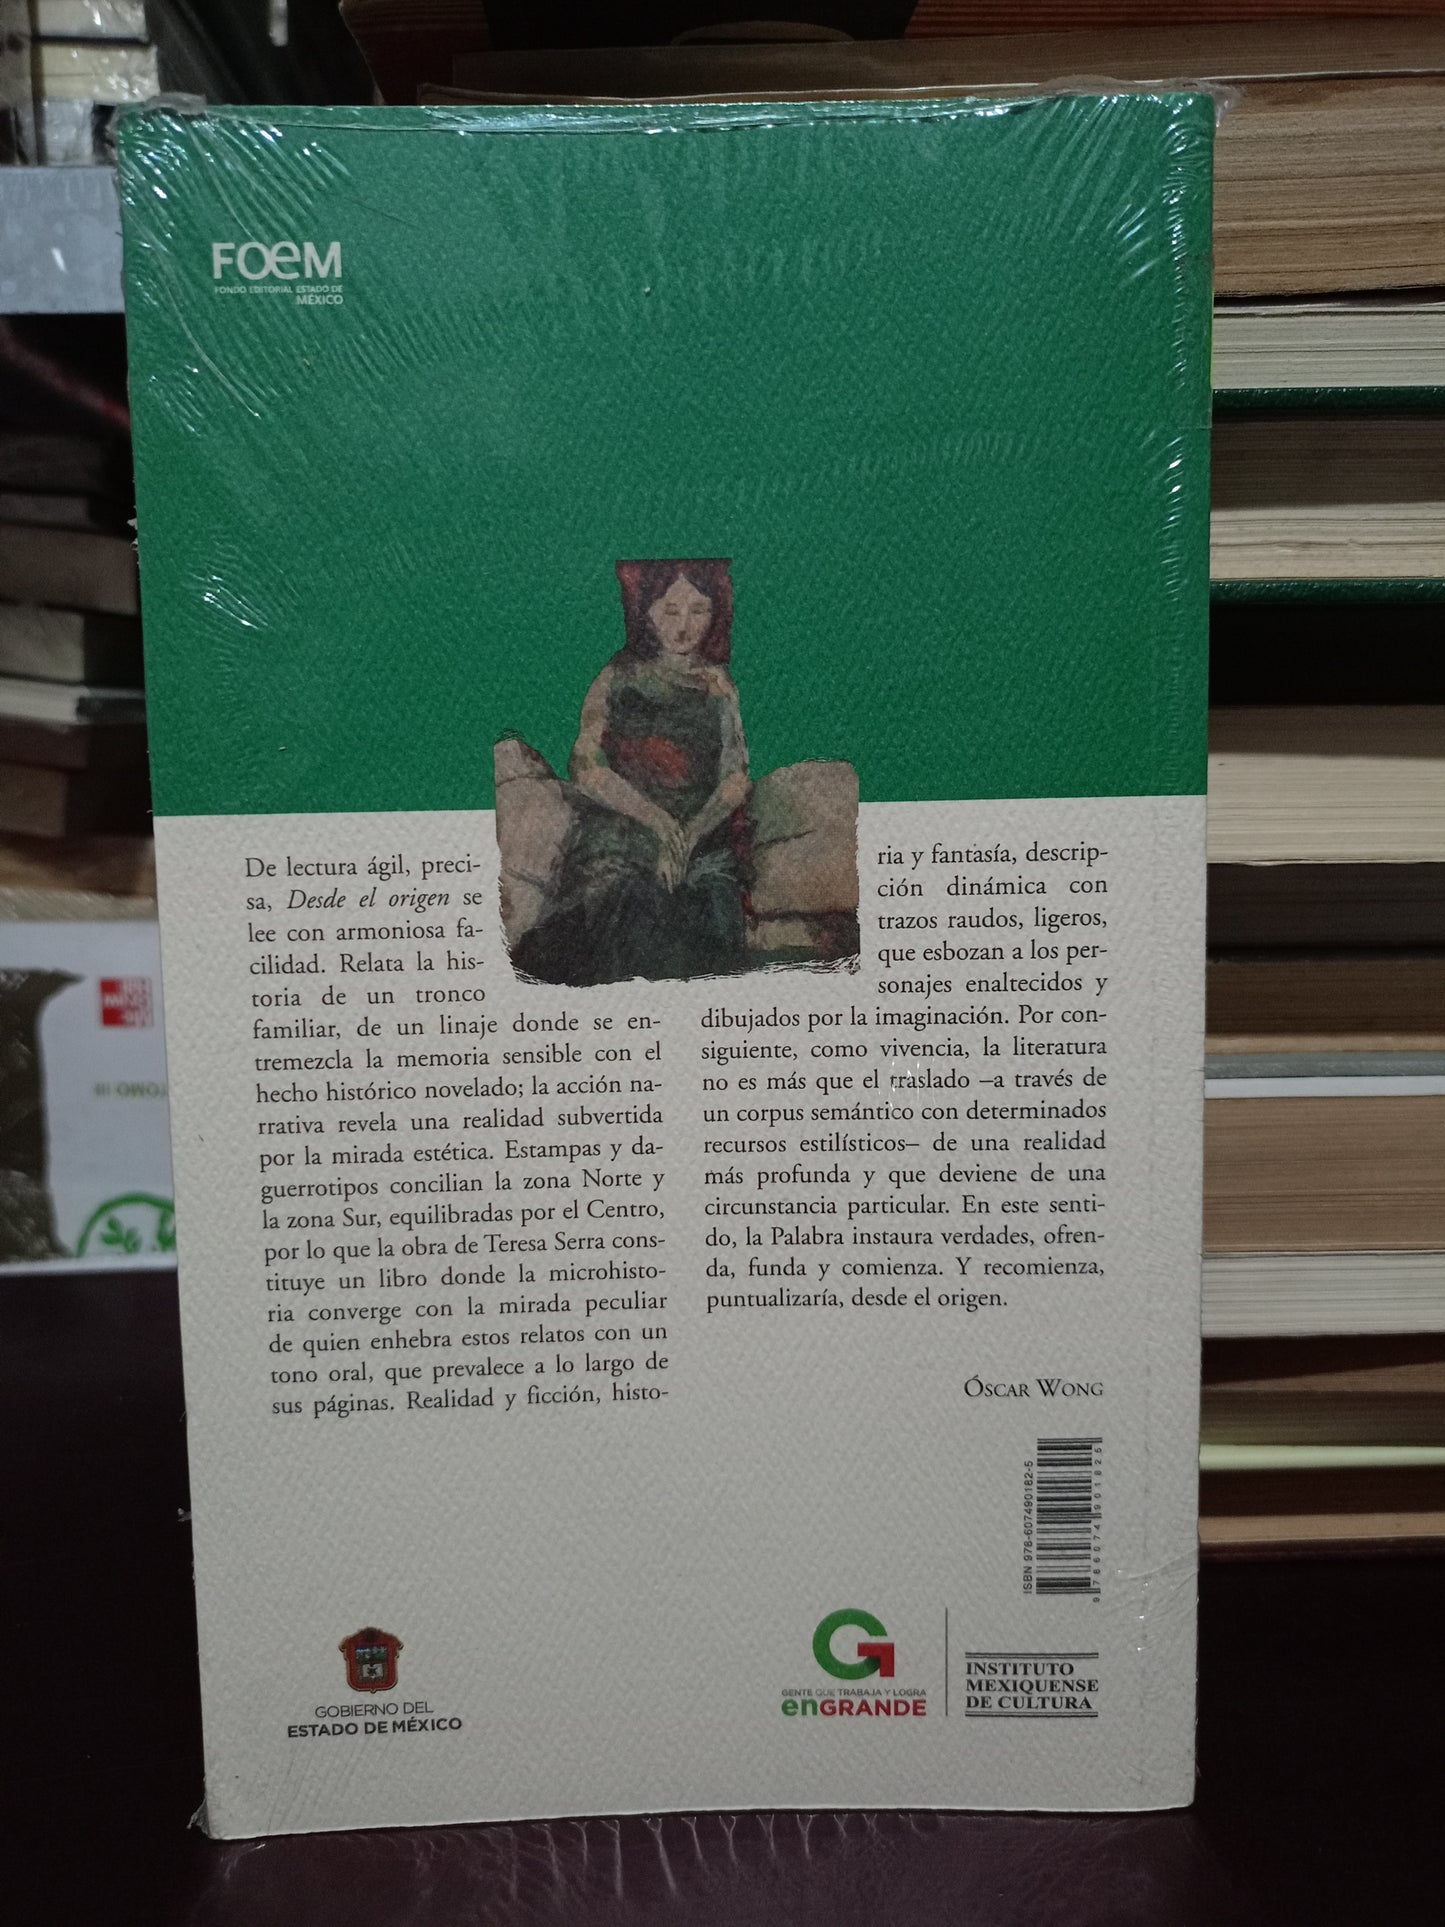 FOEM
FONDO EDITORIAL ESTADO DE
MÉXICO
De lectura ágil, preci-
sa, Desde el origen se
lee con armoniosa fa-
cilidad. Relata la his-
toria de un tronco
familiar, de un linaje donde se en-
tremezcla la memoria sensible con el
hecho histórico novelado; la acción na-
rrativa revela una realidad subvertida
por la mirada estética. Estampas y da-
guerrotipos concilian la zona Norte y
la zona Sur, equilibradas por el Centro,
por lo que la obra de Teresa Serra cons-
tituye un libro donde la microhisto-
ria converge con la mirada peculiar
de quien enhebra estos relatos con un
tono oral, que prevalece a lo largo de
sus páginas. Realidad y ficción, histo-
ria y fantasía, descrip-
ción dinámica con
trazos raudos, ligeros,
que esbozan a los per-
sonajes enaltecidos y
dibujados por la imaginación. Por con-
siguiente, como vivencia, la literatura
no es más que el traslado –a través de
un corpus semántico con determinados
recursos estilísticos– de una realidad
más profunda y que deviene de una
circunstancia particular. En este senti-
do, la Palabra instaura verdades, ofren-
da, funda y comienza. Y recomienza,
puntualizaría, desde el origen.
ÓSCAR WONG
ISBN 978-607490182-5
9786074901825
GOBIERNO DEL
ESTADO DE MÉXICO
GENTE QUE TRABAJA Y LOGRA
enGRANDE
INSTITUTO
MEXIQUENSE
DE CULTURA
TOMO III